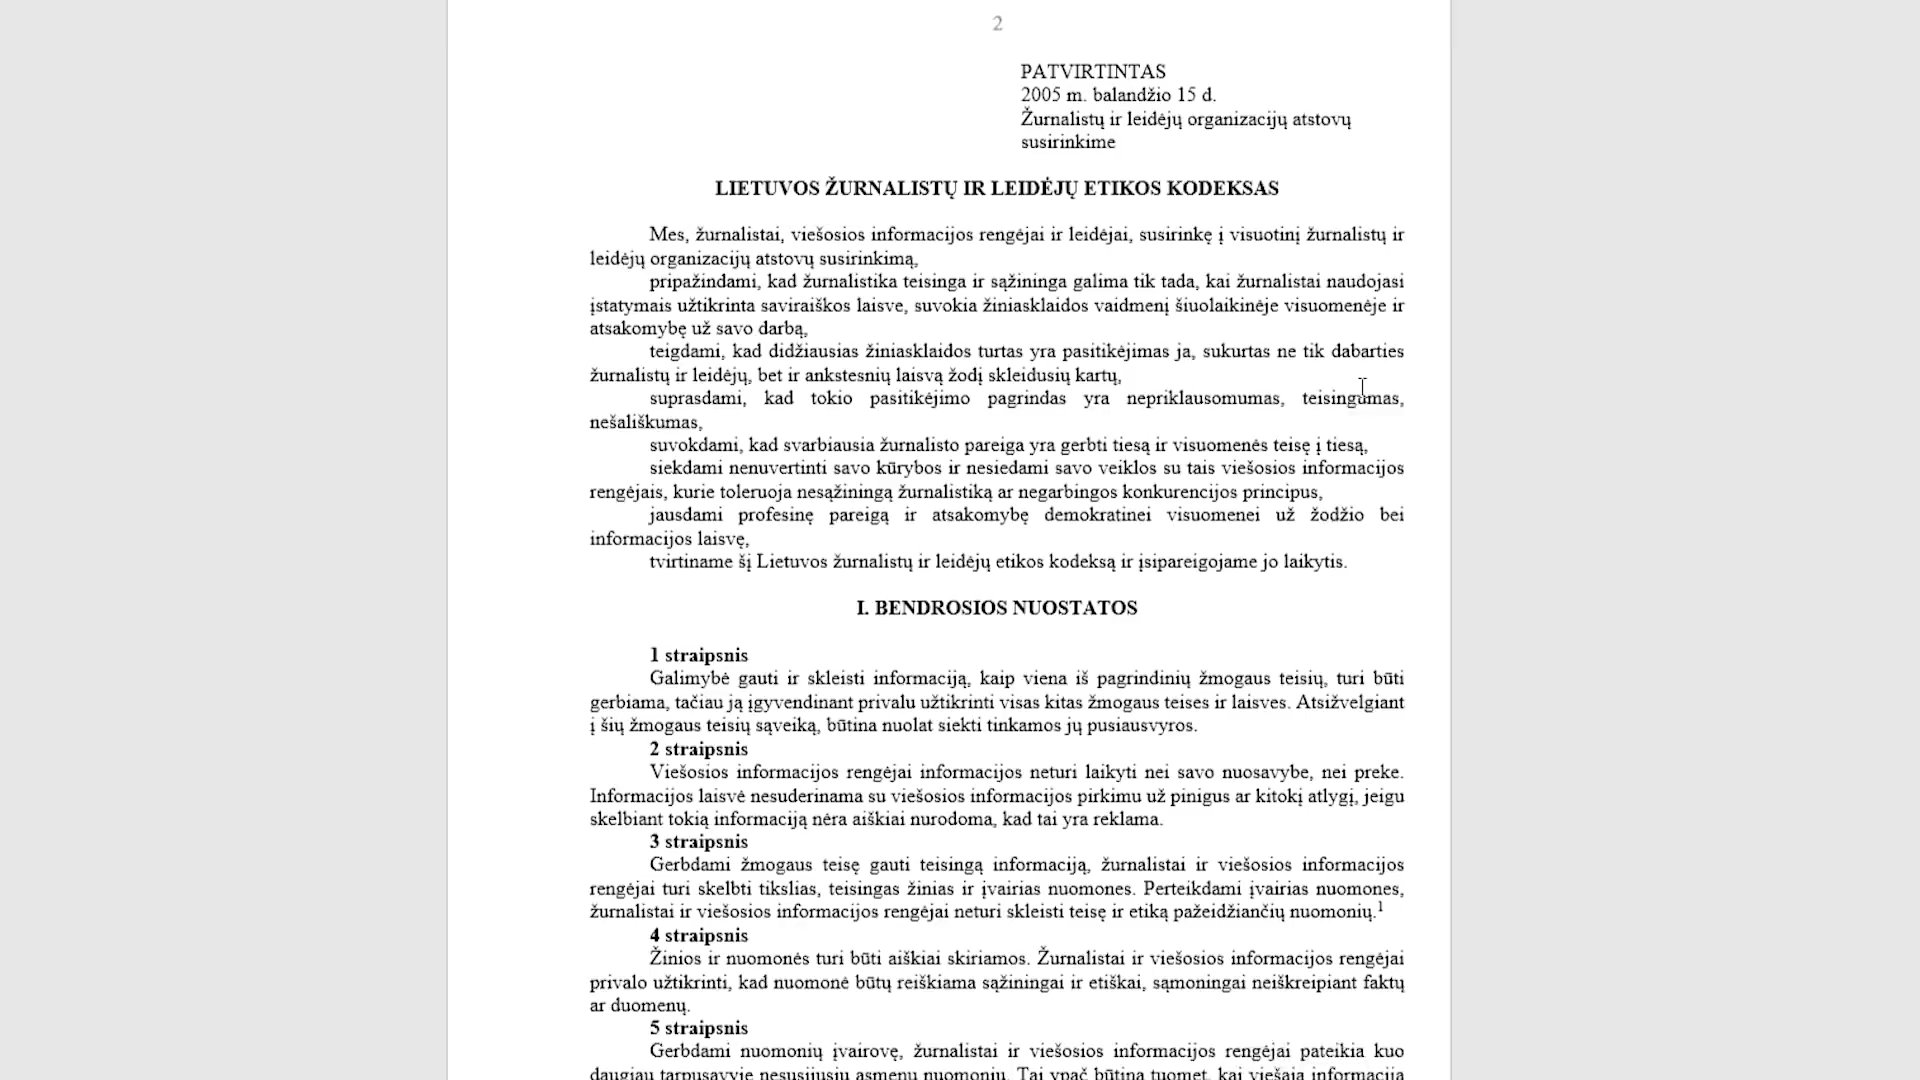 2
PATVIRTINTAS
2005 m. balandžio 15 d.
Žurnalistų ir leidėjų organizacijų atstovų
susirinkime
LIETUVOS ŽURNALISTŲ IR LEIDĖJŲ ETIKOS KODEKSAS
Mes, žurnalistai, viešosios informacijos rengėjai ir leidėjai, susirinkę į visuotinį žurnalistų ir
leidėjų organizacijų atstovų susirinkimą,
pripažindami, kad žurnalistika teisinga ir sąžininga galima tik tada, kai žurnalistai naudojasi
įstatymais užtikrinta saviraiškos laisve, suvokia žiniasklaidos vaidmenį šiuolaikinėje visuomenėje ir
atsakomybę už savo darbą,
teigdami, kad didžiausias žiniasklaidos turtas yra pasitikėjimas ja, sukurtas ne tik dabarties
žurnalistų ir leidėjų, bet ir ankstesnių laisvą žodį skleidusių kartų,
suprasdami, kad tokio pasitikėjimo pagrindas yra nepriklausomumas, teisingumas,
nešališkumas,
suvokdami, kad svarbiausia žurnalisto pareiga yra gerbti tiesą ir visuomenės teisę į tiesą,
siekdami nenuvertinti savo kūrybos ir nesiedami savo veiklos su tais viešosios informacijos
rengėjais, kurie toleruoja nesąžiningą žurnalistiką ar negarbingos konkurencijos principus,
jausdami profesinę pareigą ir atsakomybę demokratinei visuomenei už žodžio bei
informacijos laisvę,
tvirtiname šį Lietuvos žurnalistų ir leidėjų etikos kodeksą ir įsipareigojame jo laikytis.
I. BENDROSIOS NUOSTATOS
1 straipsnis
Galimybė gauti ir skleisti informaciją, kaip viena iš pagrindinių žmogaus teisių, turi būti
gerbiama, tačiau ją įgyvendinant privalu užtikrinti visas kitas žmogaus teises ir laisves. Atsižvelgiant
į šių žmogaus teisių sąveiką, būtina nuolat siekti tinkamos jų pusiausvyros.
2 straipsnis
Viešosios informacijos rengėjai informacijos neturi laikyti nei savo nuosavybe, nei preke.
Informacijos laisvė nesuderinama su viešosios informacijos pirkimu už pinigus ar kitokį atlygį, jeigu
skelbiant tokią informaciją nėra aiškiai nurodoma, kad tai yra reklama.
3 straipsnis
Gerbdami žmogaus teisę gauti teisingą informaciją, žurnalistai ir viešosios informacijos
rengėjai turi skelbti tikslias, teisingas žinias ir įvairias nuomones. Perteikdami įvairias nuomones,
žurnalistai ir viešosios informacijos rengėjai neturi skleisti teisę ir etiką pažeidžiančių nuomonių.¹
4 straipsnis
Žinios ir nuomonės turi būti aiškiai skiriamos. Žurnalistai ir viešosios informacijos rengėjai
privalo užtikrinti, kad nuomonė būtų reiškiama sąžiningai ir etiškai, sąmoningai neiškreipiant faktų
ar duomenų.
5 straipsnis
Gerbdami nuomonių įvairovę, žurnalistai ir viešosios informacijos rengėjai pateikia kuo
daugiau tarpusavyje nesusijusių asmenų nuomonių. Tai ypač būtina tuomet, kai viešąja informacija